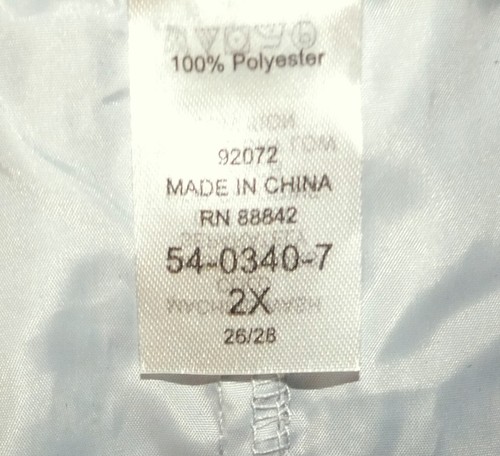 100% Polyester
92072
MADE IN CHINA
RN 88842
54-0340-7
2X
26/28